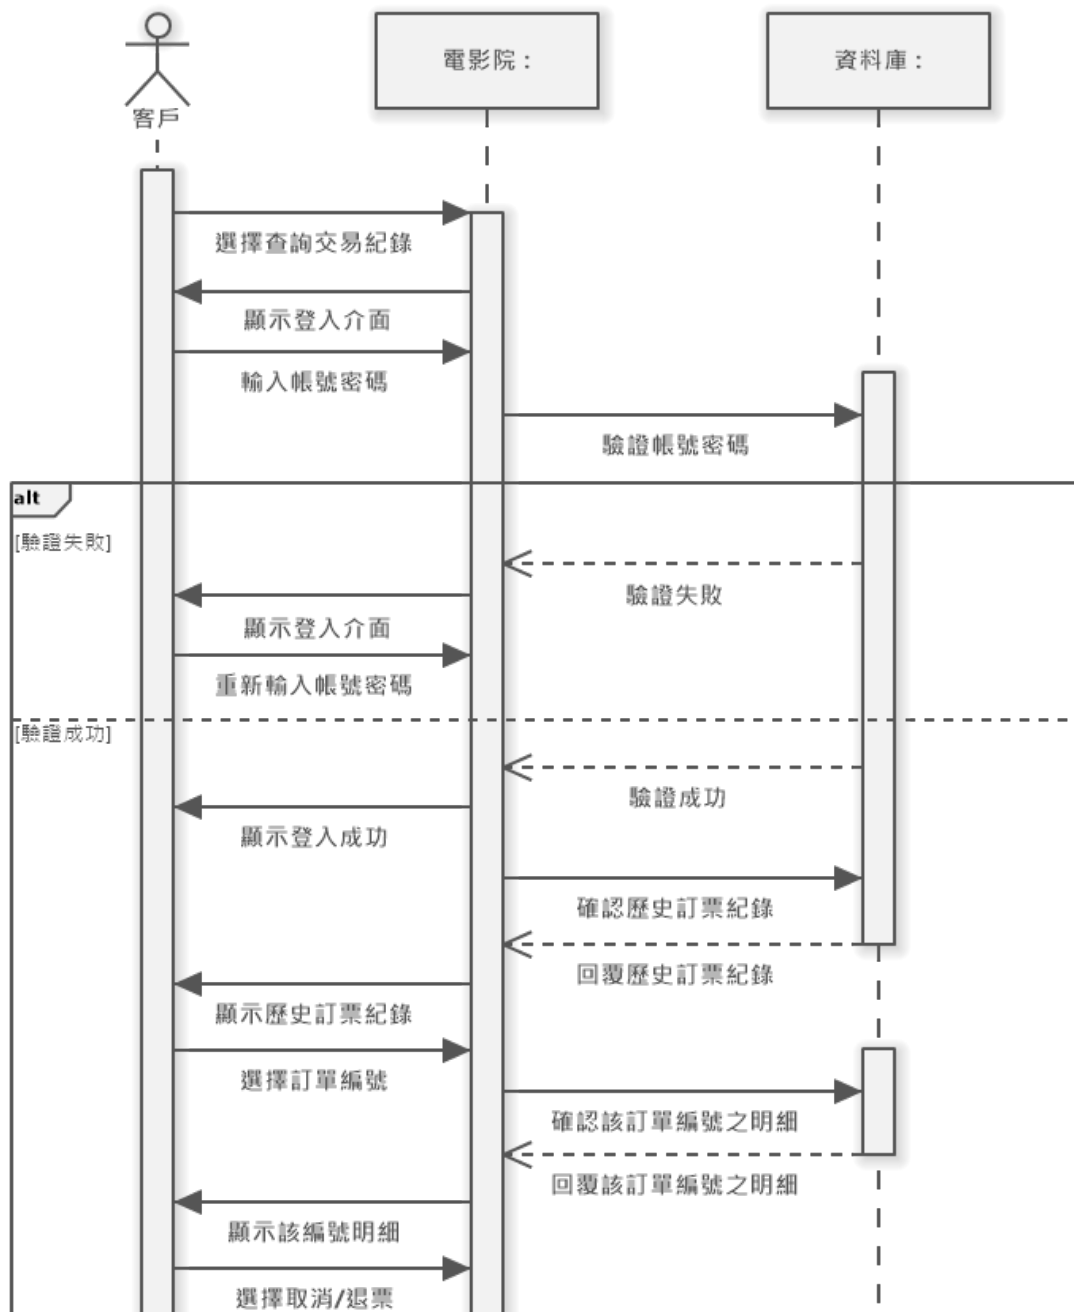 客戶
電影院：
資料庫：
選擇查詢交易紀錄
顯示登入介面
輸入帳號密碼
驗證帳號密碼
alt
[驗證失敗]
驗證失敗
顯示登入介面
重新輸入帳號密碼
[驗證成功]
驗證成功
顯示登入成功
確認歷史訂票紀錄
回覆歷史訂票紀錄
顯示歷史訂票紀錄
選擇訂單編號
確認該訂單編號之明細
回覆該訂單編號之明細
顯示該編號明細
選擇取消/退票